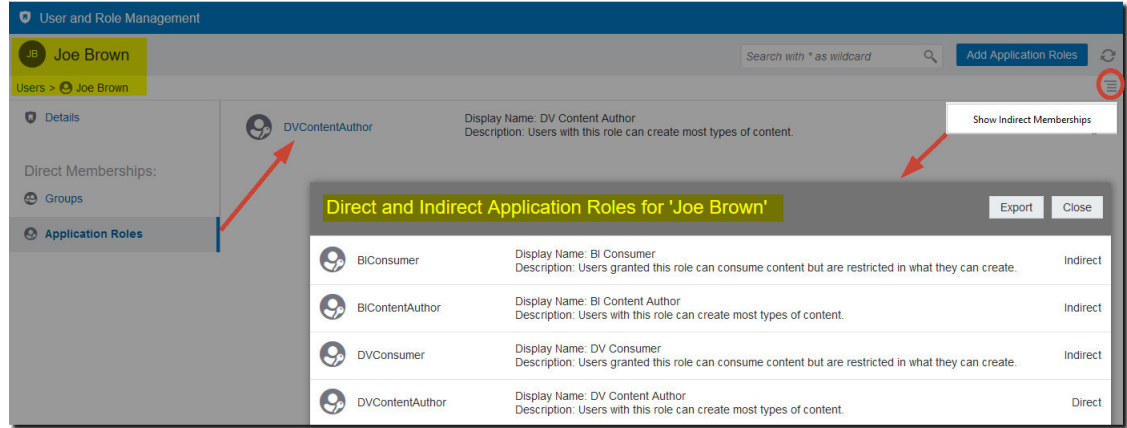 User and Role Management
JB Joe Brown
Search with * as wildcard
Add Application Roles
Users > Joe Brown
Details
DVContentAuthor
Display Name: DV Content Author
Description: Users with this role can create most types of content.
Show Indirect Memberships
Direct Memberships:
Groups
Application Roles
Direct and Indirect Application Roles for 'Joe Brown'
Export
Close
BIConsumer
Display Name: BI Consumer
Description: Users granted this role can consume content but are restricted in what they can create.
Indirect
BIContentAuthor
Display Name: BI Content Author
Description: Users with this role can create most types of content.
Indirect
DVConsumer
Display Name: DV Consumer
Description: Users granted this role can consume content but are restricted in what they can create.
Indirect
DVContentAuthor
Display Name: DV Content Author
Description: Users with this role can create most types of content.
Direct